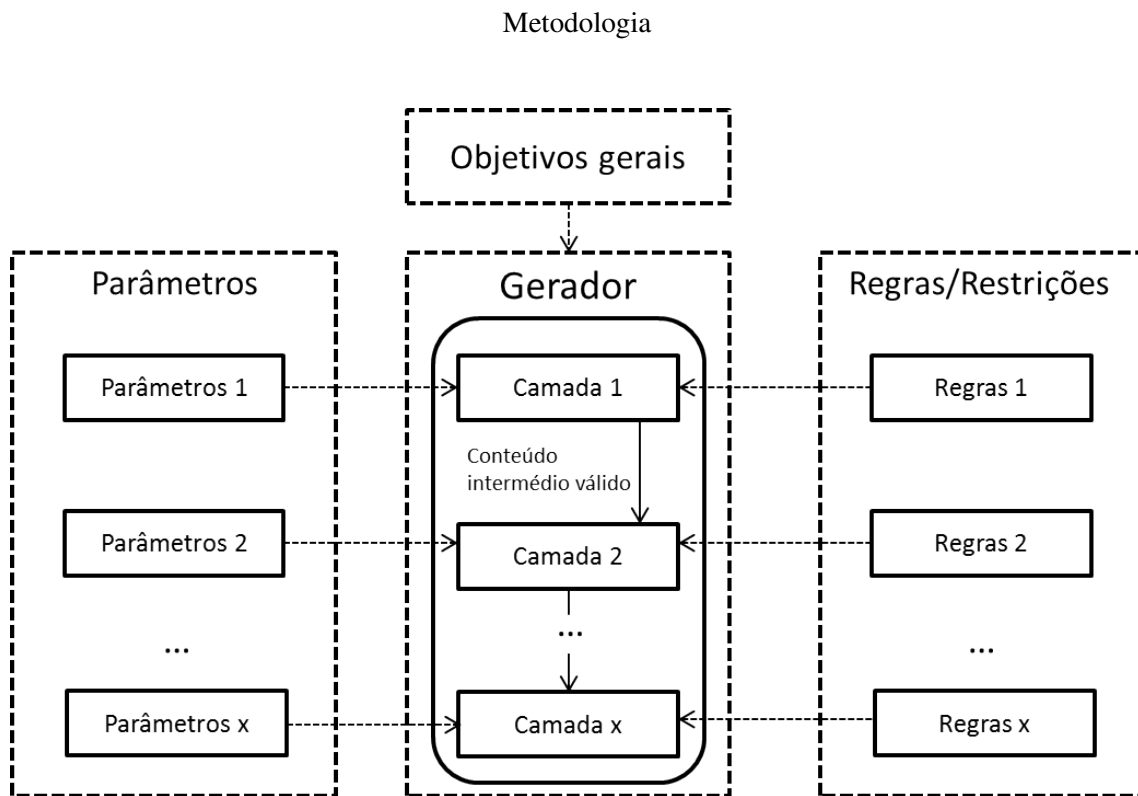 Metodologia
Objetivos gerais
Parâmetros
Gerador
Regras/Restrições
Parâmetros 1
Camada 1
Regras 1
Conteúdo
intermédio válido
Parâmetros 2
Camada 2
Regras 2
...
...
...
Parâmetros x
Camada x
Regras x